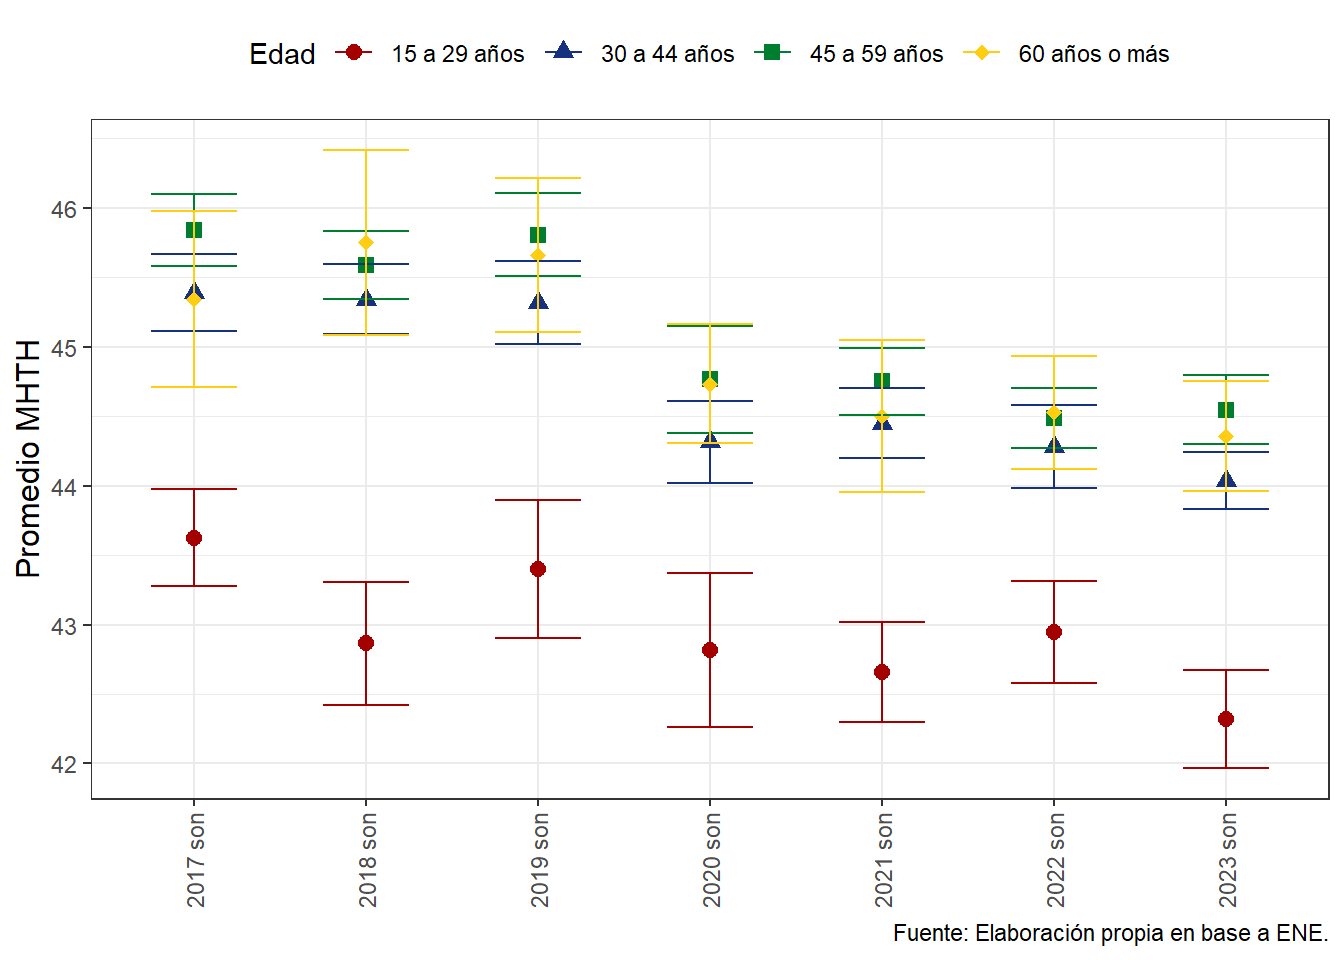 Edad 15 a 29 años 30 a 44 años 45 a 59 años 60 años o más
Promedio MHTH
46
45
44
43
42
2017 son
2018 son
2019 son
2020 son
2021 son
2022 son
2023 son
Fuente: Elaboración propia en base a ENE.